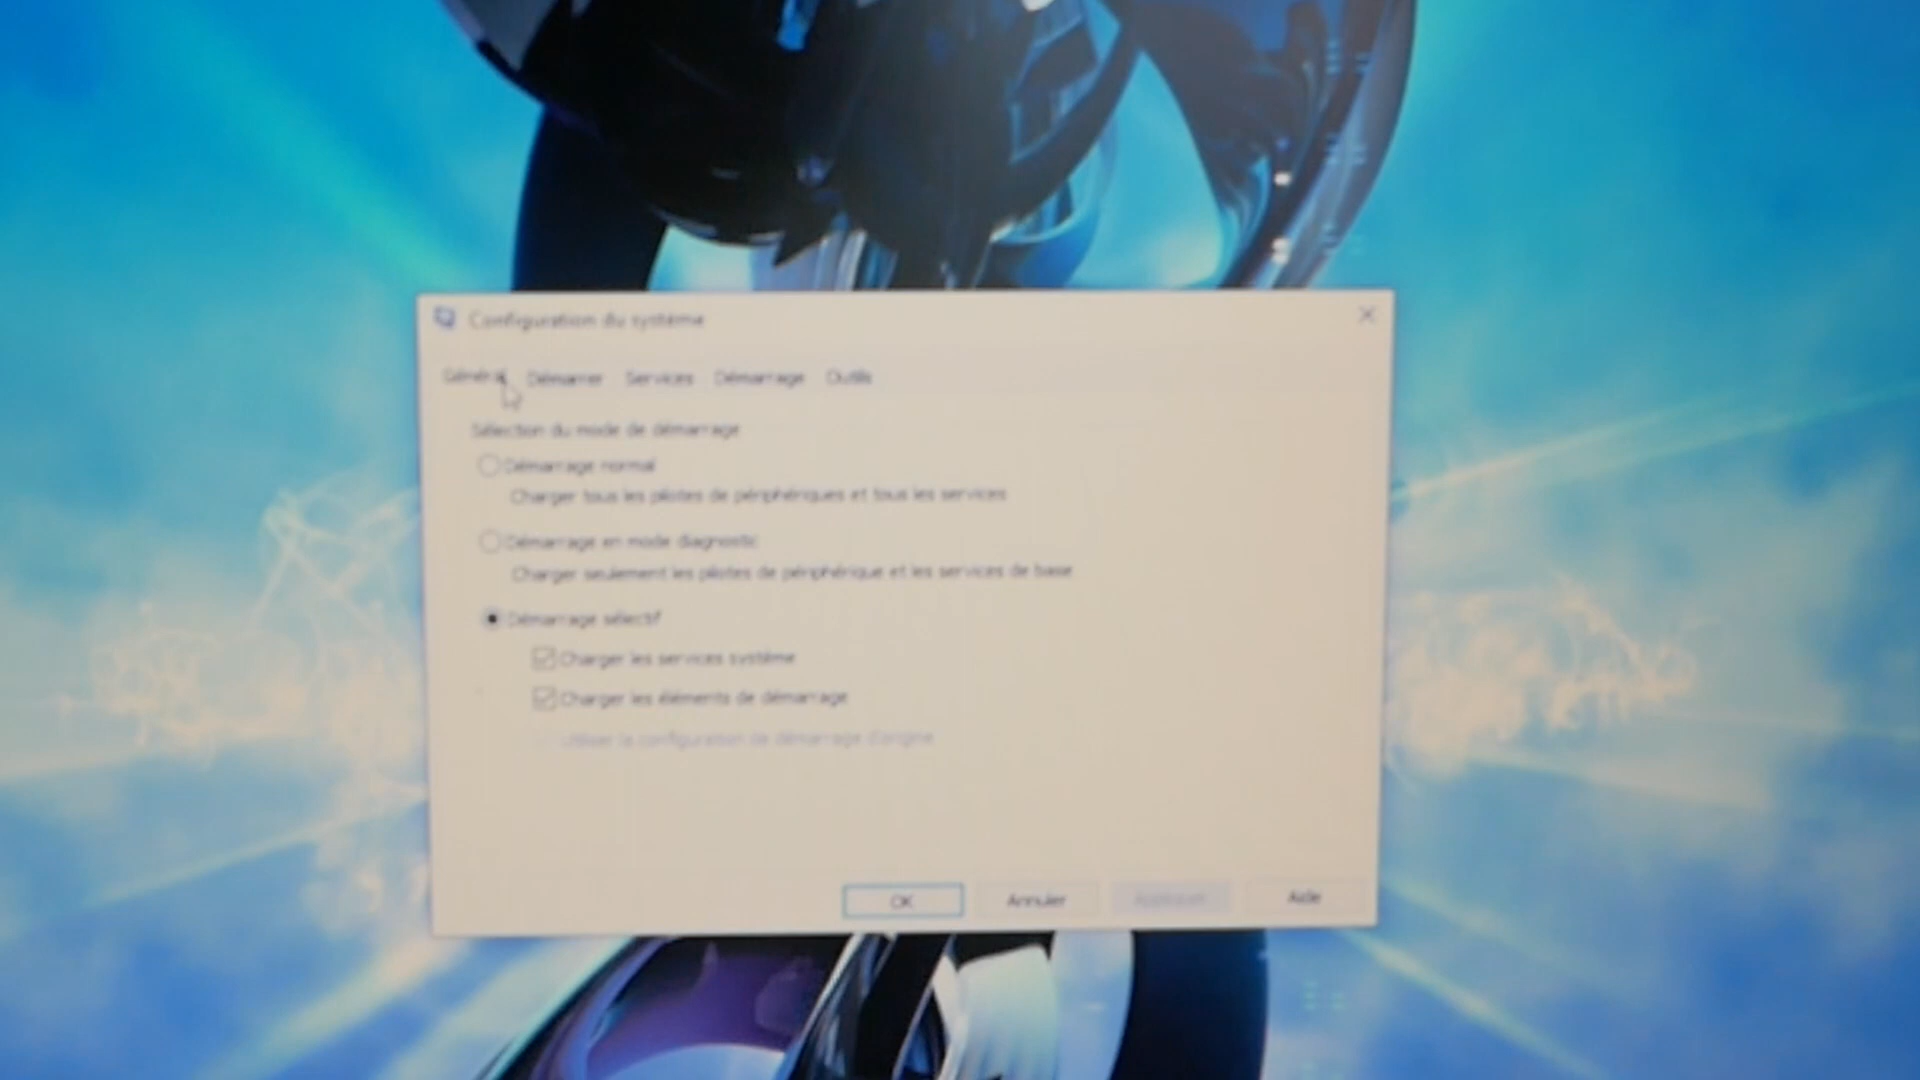 Configuration du système
Général Démarrer Services Démarrage Outils
Sélection du mode de démarrage
Démarrage normal
Charger tous les pilotes de périphériques et tous les services
Démarrage en mode diagnostic
Charger seulement les pilotes de périphérique et les services de base
Démarrage sélectif
Charger les services système
Charger les éléments de démarrage
Utiliser la configuration de démarrage d'origine
OK Annuler Appliquer Aide